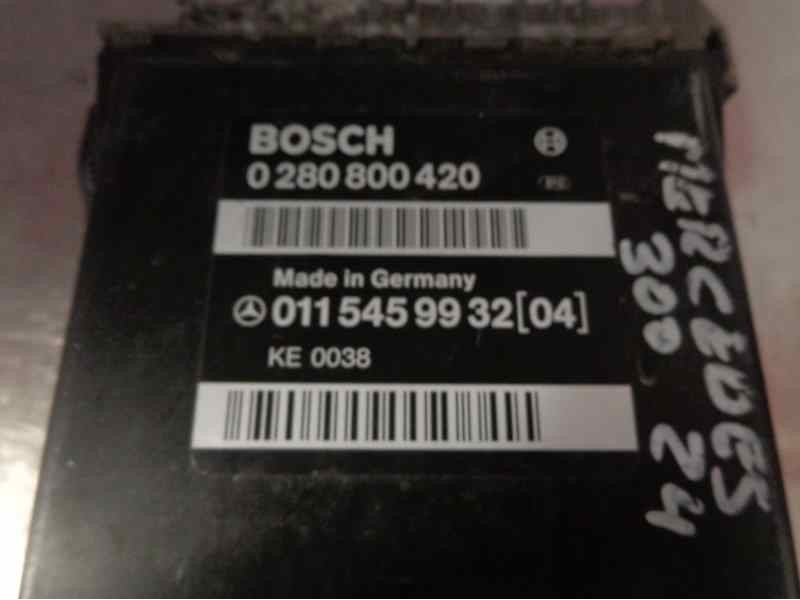 BOSCH
0 280 800 420
Made in Germany
011 545 99 32 [04]
KE 0038
MERCEDES
300
24